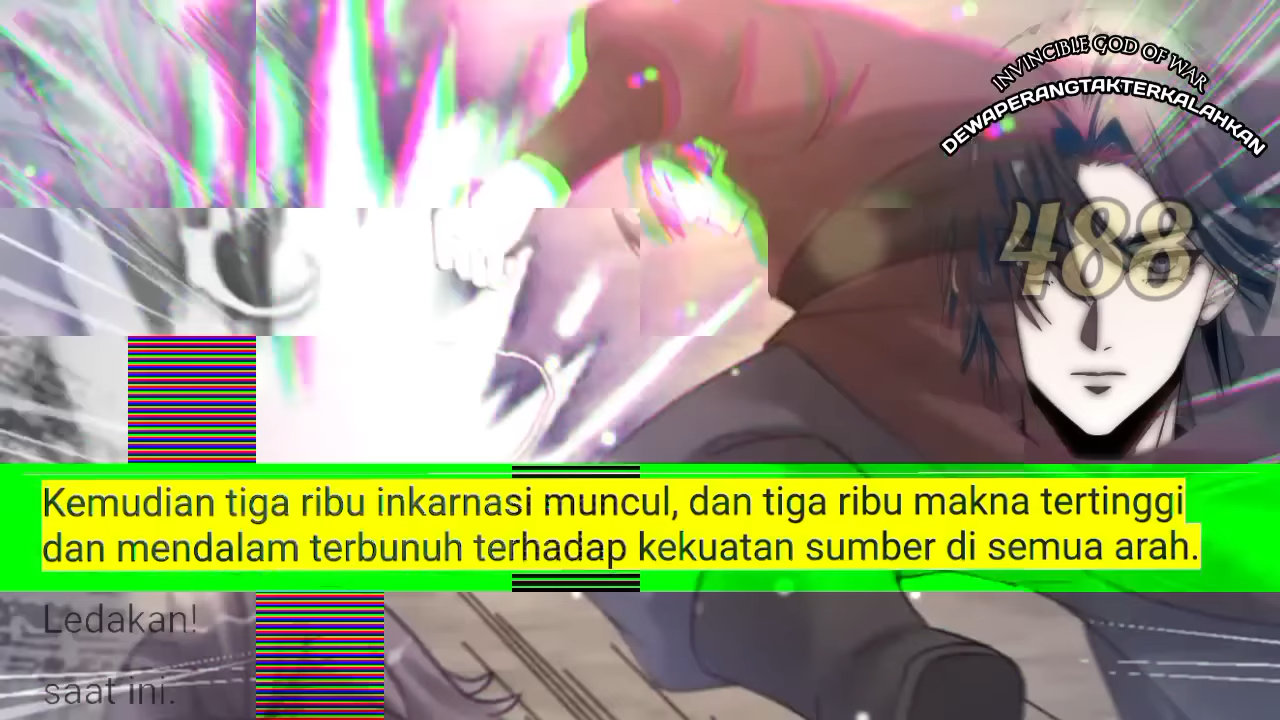 INVINCIBLE GOD OF WAR
DEWAPERANGTAKTERKALAHKAN
488
Kemudian tiga ribu inkarnasi muncul, dan tiga ribu makna tertinggi
dan mendalam terbunuh terhadap kekuatan sumber di semua arah.
Ledakan!
saat ini.